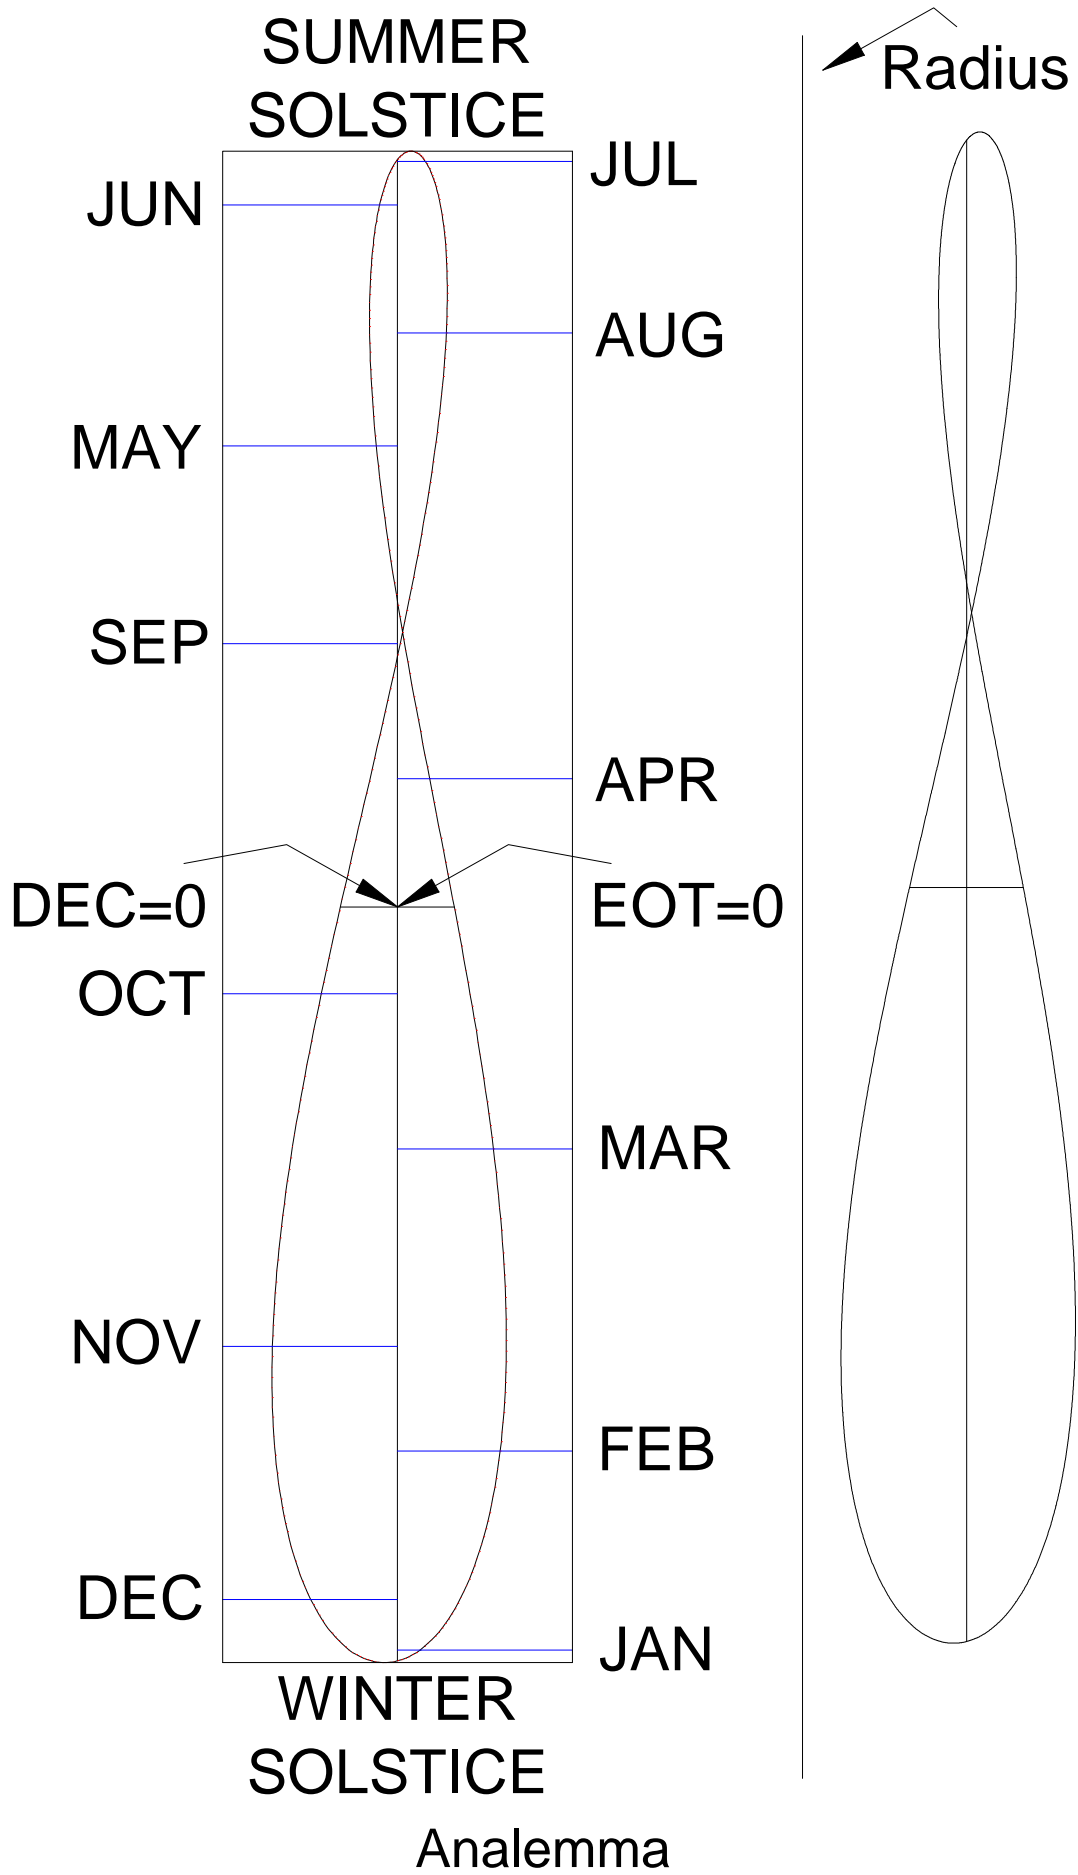 SUMMER
SOLSTICE
Radius
JUL
JUN
AUG
MAY
SEP
APR
DEC=0
EOT=0
OCT
MAR
NOV
FEB
DEC
JAN
WINTER
SOLSTICE
Analemma